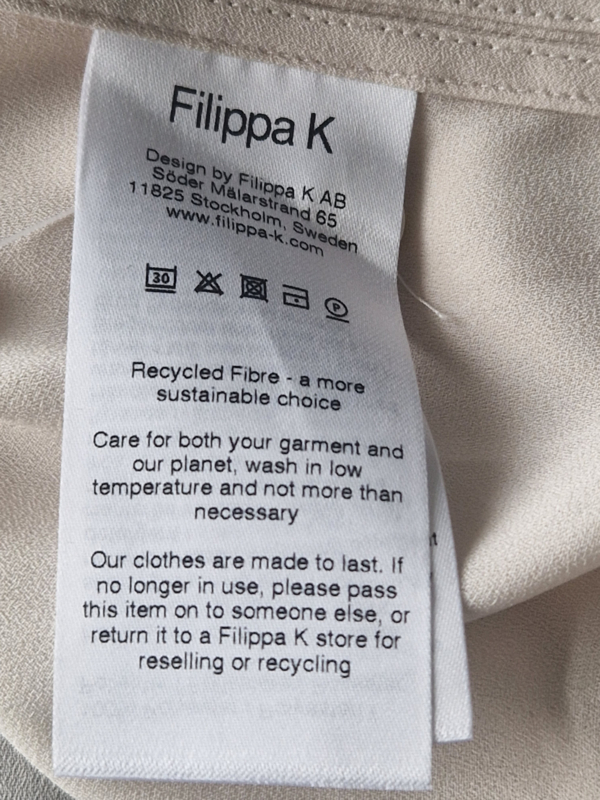 Filippa K
Design by Filippa K AB
Söder Mälarstrand 65
11825 Stockholm, Sweden
www.filippa-k.com
30 P
Recycled Fibre - a more
sustainable choice
Care for both your garment and
our planet, wash in low
temperature and not more than
necessary
Our clothes are made to last. If
no longer in use, please pass
this item on to someone else, or
return it to a Filippa K store for
reselling or recycling